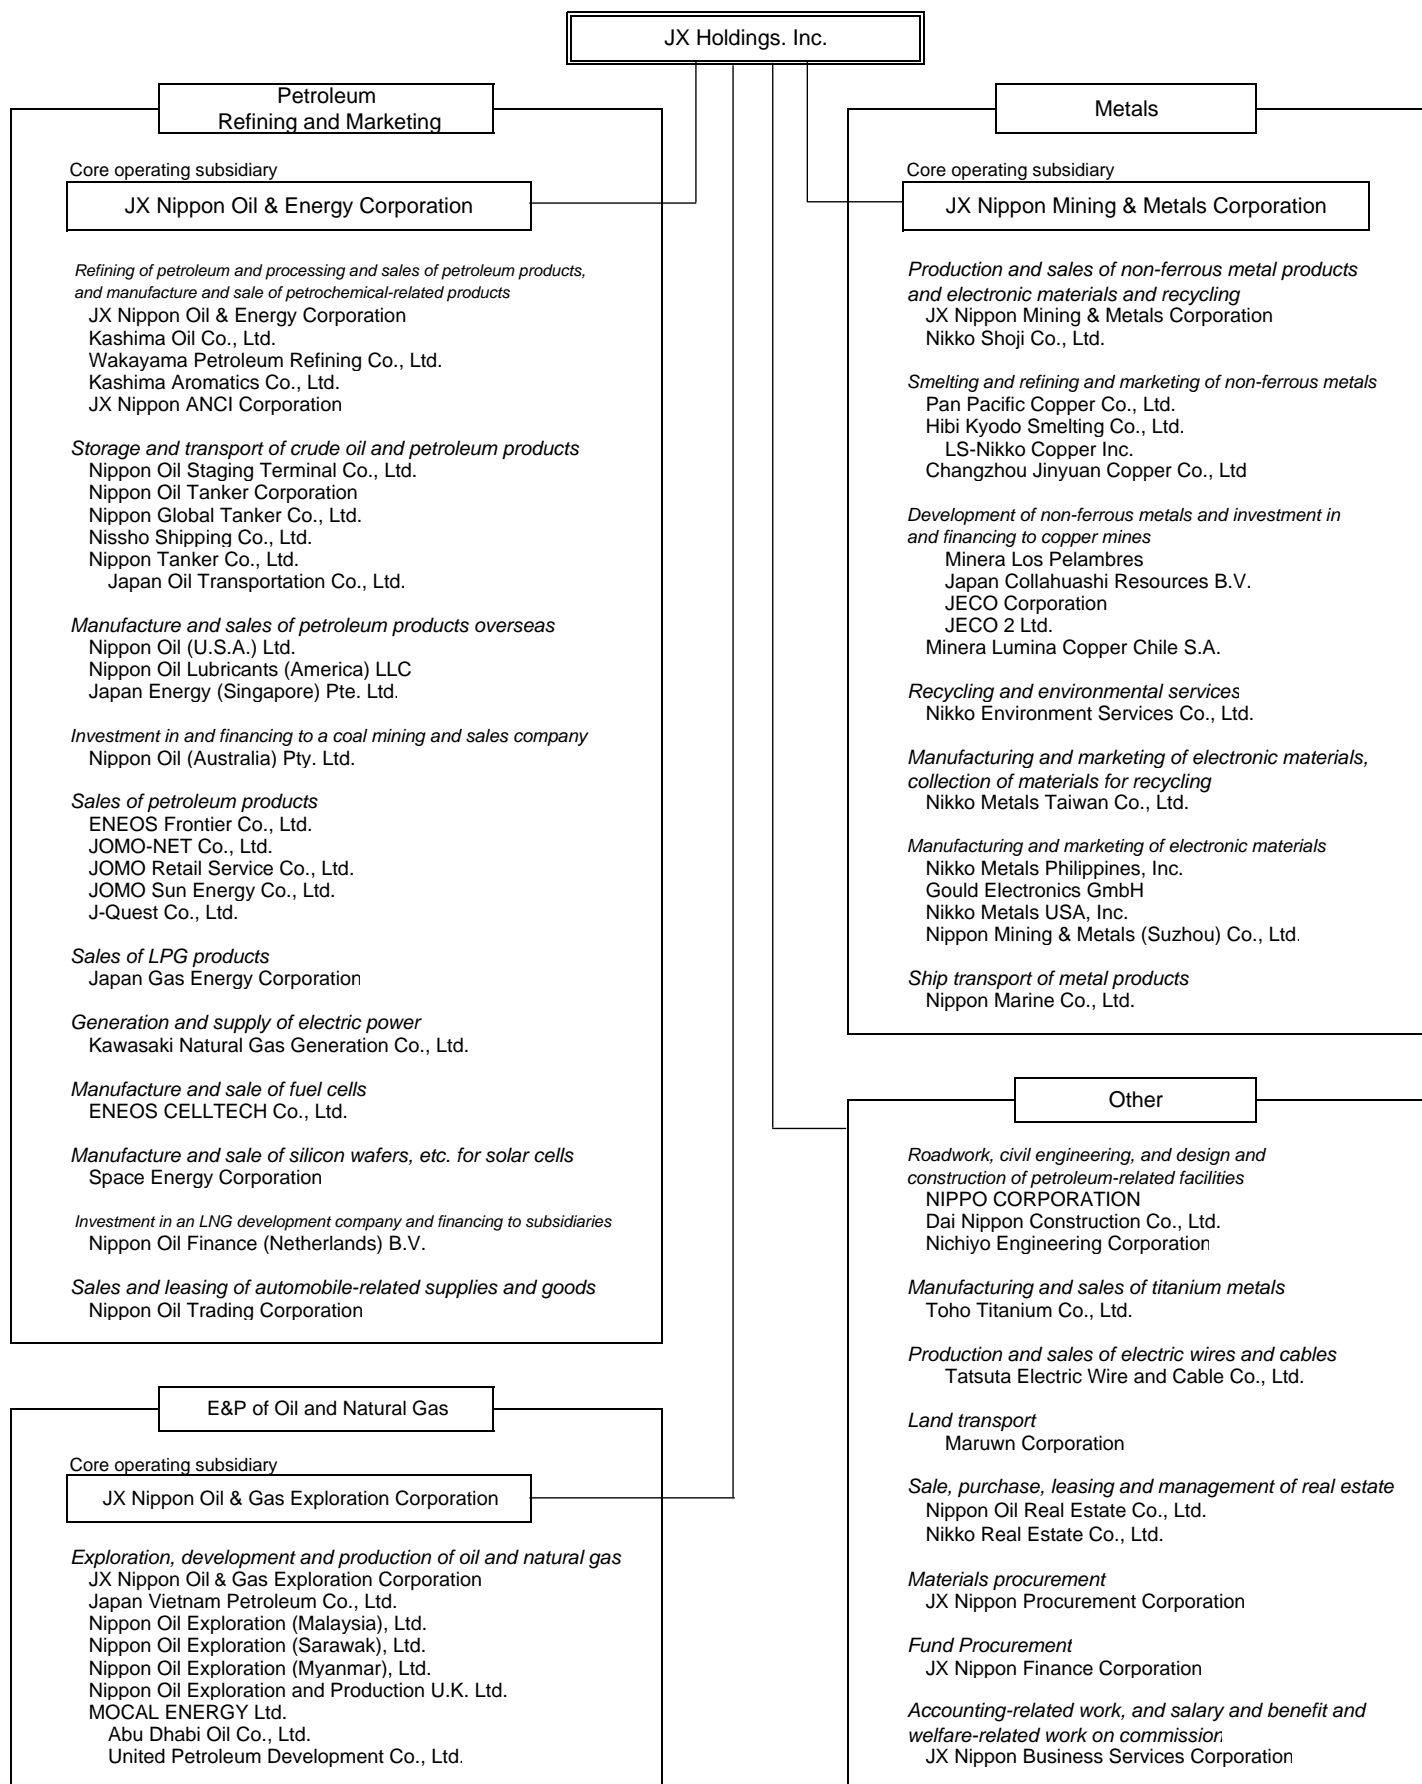 JX Holdings. Inc.
Petroleum
Refining and Marketing
Core operating subsidiary
JX Nippon Oil & Energy Corporation
Refining of petroleum and processing and sales of petroleum products,
and manufacture and sale of petrochemical-related products
JX Nippon Oil & Energy Corporation
Kashima Oil Co., Ltd.
Wakayama Petroleum Refining Co., Ltd.
Kashima Aromatics Co., Ltd.
JX Nippon ANCI Corporation
Storage and transport of crude oil and petroleum products
Nippon Oil Staging Terminal Co., Ltd.
Nippon Oil Tanker Corporation
Nippon Global Tanker Co., Ltd.
Nissho Shipping Co., Ltd.
Nippon Tanker Co., Ltd.
Japan Oil Transportation Co., Ltd.
Manufacture and sales of petroleum products overseas
Nippon Oil (U.S.A.) Ltd.
Nippon Oil Lubricants (America) LLC
Japan Energy (Singapore) Pte. Ltd.
Investment in and financing to a coal mining and sales company
Nippon Oil (Australia) Pty. Ltd.
Sales of petroleum products
ENEOS Frontier Co., Ltd.
JOMO-NET Co., Ltd.
JOMO Retail Service Co., Ltd.
JOMO Sun Energy Co., Ltd.
J-Quest Co., Ltd.
Sales of LPG products
Japan Gas Energy Corporation
Generation and supply of electric power
Kawasaki Natural Gas Generation Co., Ltd.
Manufacture and sale of fuel cells
ENEOS CELLTECH Co., Ltd.
Manufacture and sale of silicon wafers, etc. for solar cells
Space Energy Corporation
Investment in an LNG development company and financing to subsidiaries
Nippon Oil Finance (Netherlands) B.V.
Sales and leasing of automobile-related supplies and goods
Nippon Oil Trading Corporation
E&P of Oil and Natural Gas
Core operating subsidiary
JX Nippon Oil & Gas Exploration Corporation
Exploration, development and production of oil and natural gas
JX Nippon Oil & Gas Exploration Corporation
Japan Vietnam Petroleum Co., Ltd.
Nippon Oil Exploration (Malaysia), Ltd.
Nippon Oil Exploration (Sarawak), Ltd.
Nippon Oil Exploration (Myanmar), Ltd.
Nippon Oil Exploration and Production U.K. Ltd.
MOCAL ENERGY Ltd.
Abu Dhabi Oil Co., Ltd.
United Petroleum Development Co., Ltd.
Metals
Core operating subsidiary
JX Nippon Mining & Metals Corporation
Production and sales of non-ferrous metal products
and electronic materials and recycling
JX Nippon Mining & Metals Corporation
Nikko Shoji Co., Ltd.
Smelting and refining and marketing of non-ferrous metals
Pan Pacific Copper Co., Ltd.
Hibi Kyodo Smelting Co., Ltd.
LS-Nikko Copper Inc.
Changzhou Jinyuan Copper Co., Ltd
Development of non-ferrous metals and investment in
and financing to copper mines
Minera Los Pelambres
Japan Collahuashi Resources B.V.
JECO Corporation
JECO 2 Ltd.
Minera Lumina Copper Chile S.A.
Recycling and environmental services
Nikko Environment Services Co., Ltd.
Manufacturing and marketing of electronic materials,
collection of materials for recycling
Nikko Metals Taiwan Co., Ltd.
Manufacturing and marketing of electronic materials
Nikko Metals Philippines, Inc.
Gould Electronics GmbH
Nikko Metals USA, Inc.
Nippon Mining & Metals (Suzhou) Co., Ltd.
Ship transport of metal products
Nippon Marine Co., Ltd.
Other
Roadwork, civil engineering, and design and
construction of petroleum-related facilities
NIPPO CORPORATION
Dai Nippon Construction Co., Ltd.
Nichiyo Engineering Corporation
Manufacturing and sales of titanium metals
Toho Titanium Co., Ltd.
Production and sales of electric wires and cables
Tatsuta Electric Wire and Cable Co., Ltd.
Land transport
Maruwn Corporation
Sale, purchase, leasing and management of real estate
Nippon Oil Real Estate Co., Ltd.
Nikko Real Estate Co., Ltd.
Materials procurement
JX Nippon Procurement Corporation
Fund Procurement
JX Nippon Finance Corporation
Accounting-related work, and salary and benefit and
welfare-related work on commission
JX Nippon Business Services Corporation